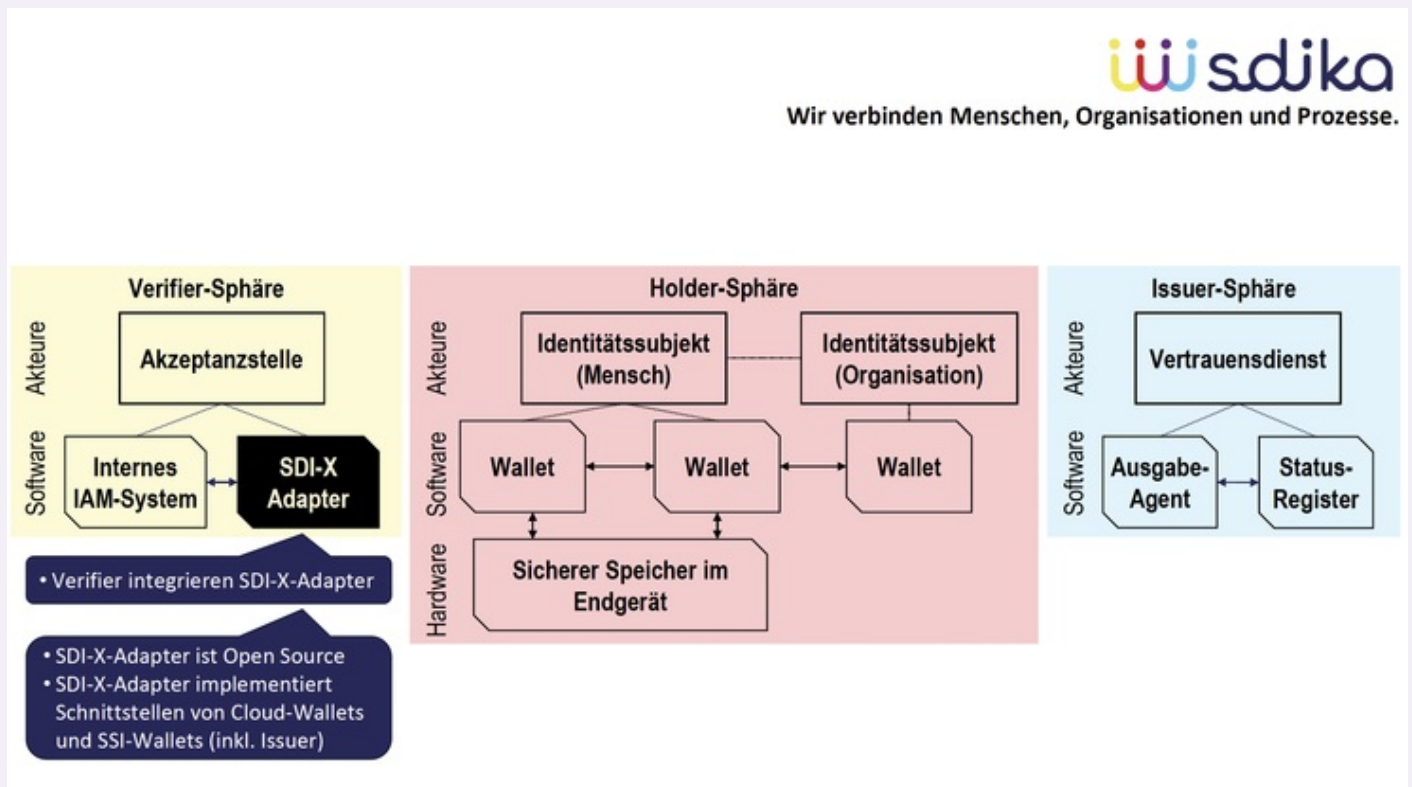 sdika
Wir verbinden Menschen, Organisationen und Prozesse.
Verifier-Sphäre
Akteure
Akzeptanzstelle
Software
Internes
IAM-System
SDI-X
Adapter
• Verifier integrieren SDI-X-Adapter
• SDI-X-Adapter ist Open Source
• SDI-X-Adapter implementiert
Schnittstellen von Cloud-Wallets
und SSI-Wallets (inkl. Issuer)
Holder-Sphäre
Akteure
Identitätssubjekt
(Mensch)
Identitätssubjekt
(Organisation)
Software
Wallet
Wallet
Wallet
Hardware
Sicherer Speicher im
Endgerät
Issuer-Sphäre
Akteure
Vertrauensdienst
Software
Ausgabe-
Agent
Status-
Register